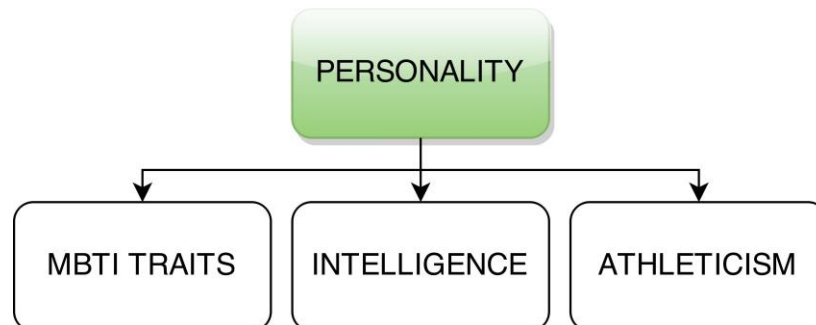 PERSONALITY
MBTI TRAITS
INTELLIGENCE
ATHLETICISM